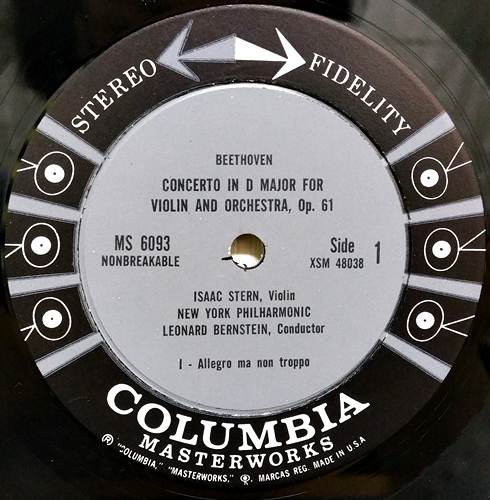 STEREO FIDELITY
BEETHOVEN
CONCERTO IN D MAJOR FOR
VIOLIN AND ORCHESTRA, Op. 61
MS 6093
NONBREAKABLE
Side 1
XSM 48038
ISAAC STERN, Violin
NEW YORK PHILHARMONIC
LEONARD BERNSTEIN, Conductor
I - Allegro ma non troppo
COLUMBIA
MASTERWORKS
® "COLUMBIA," "MASTERWORKS," MARCAS REG. MADE IN U.S.A